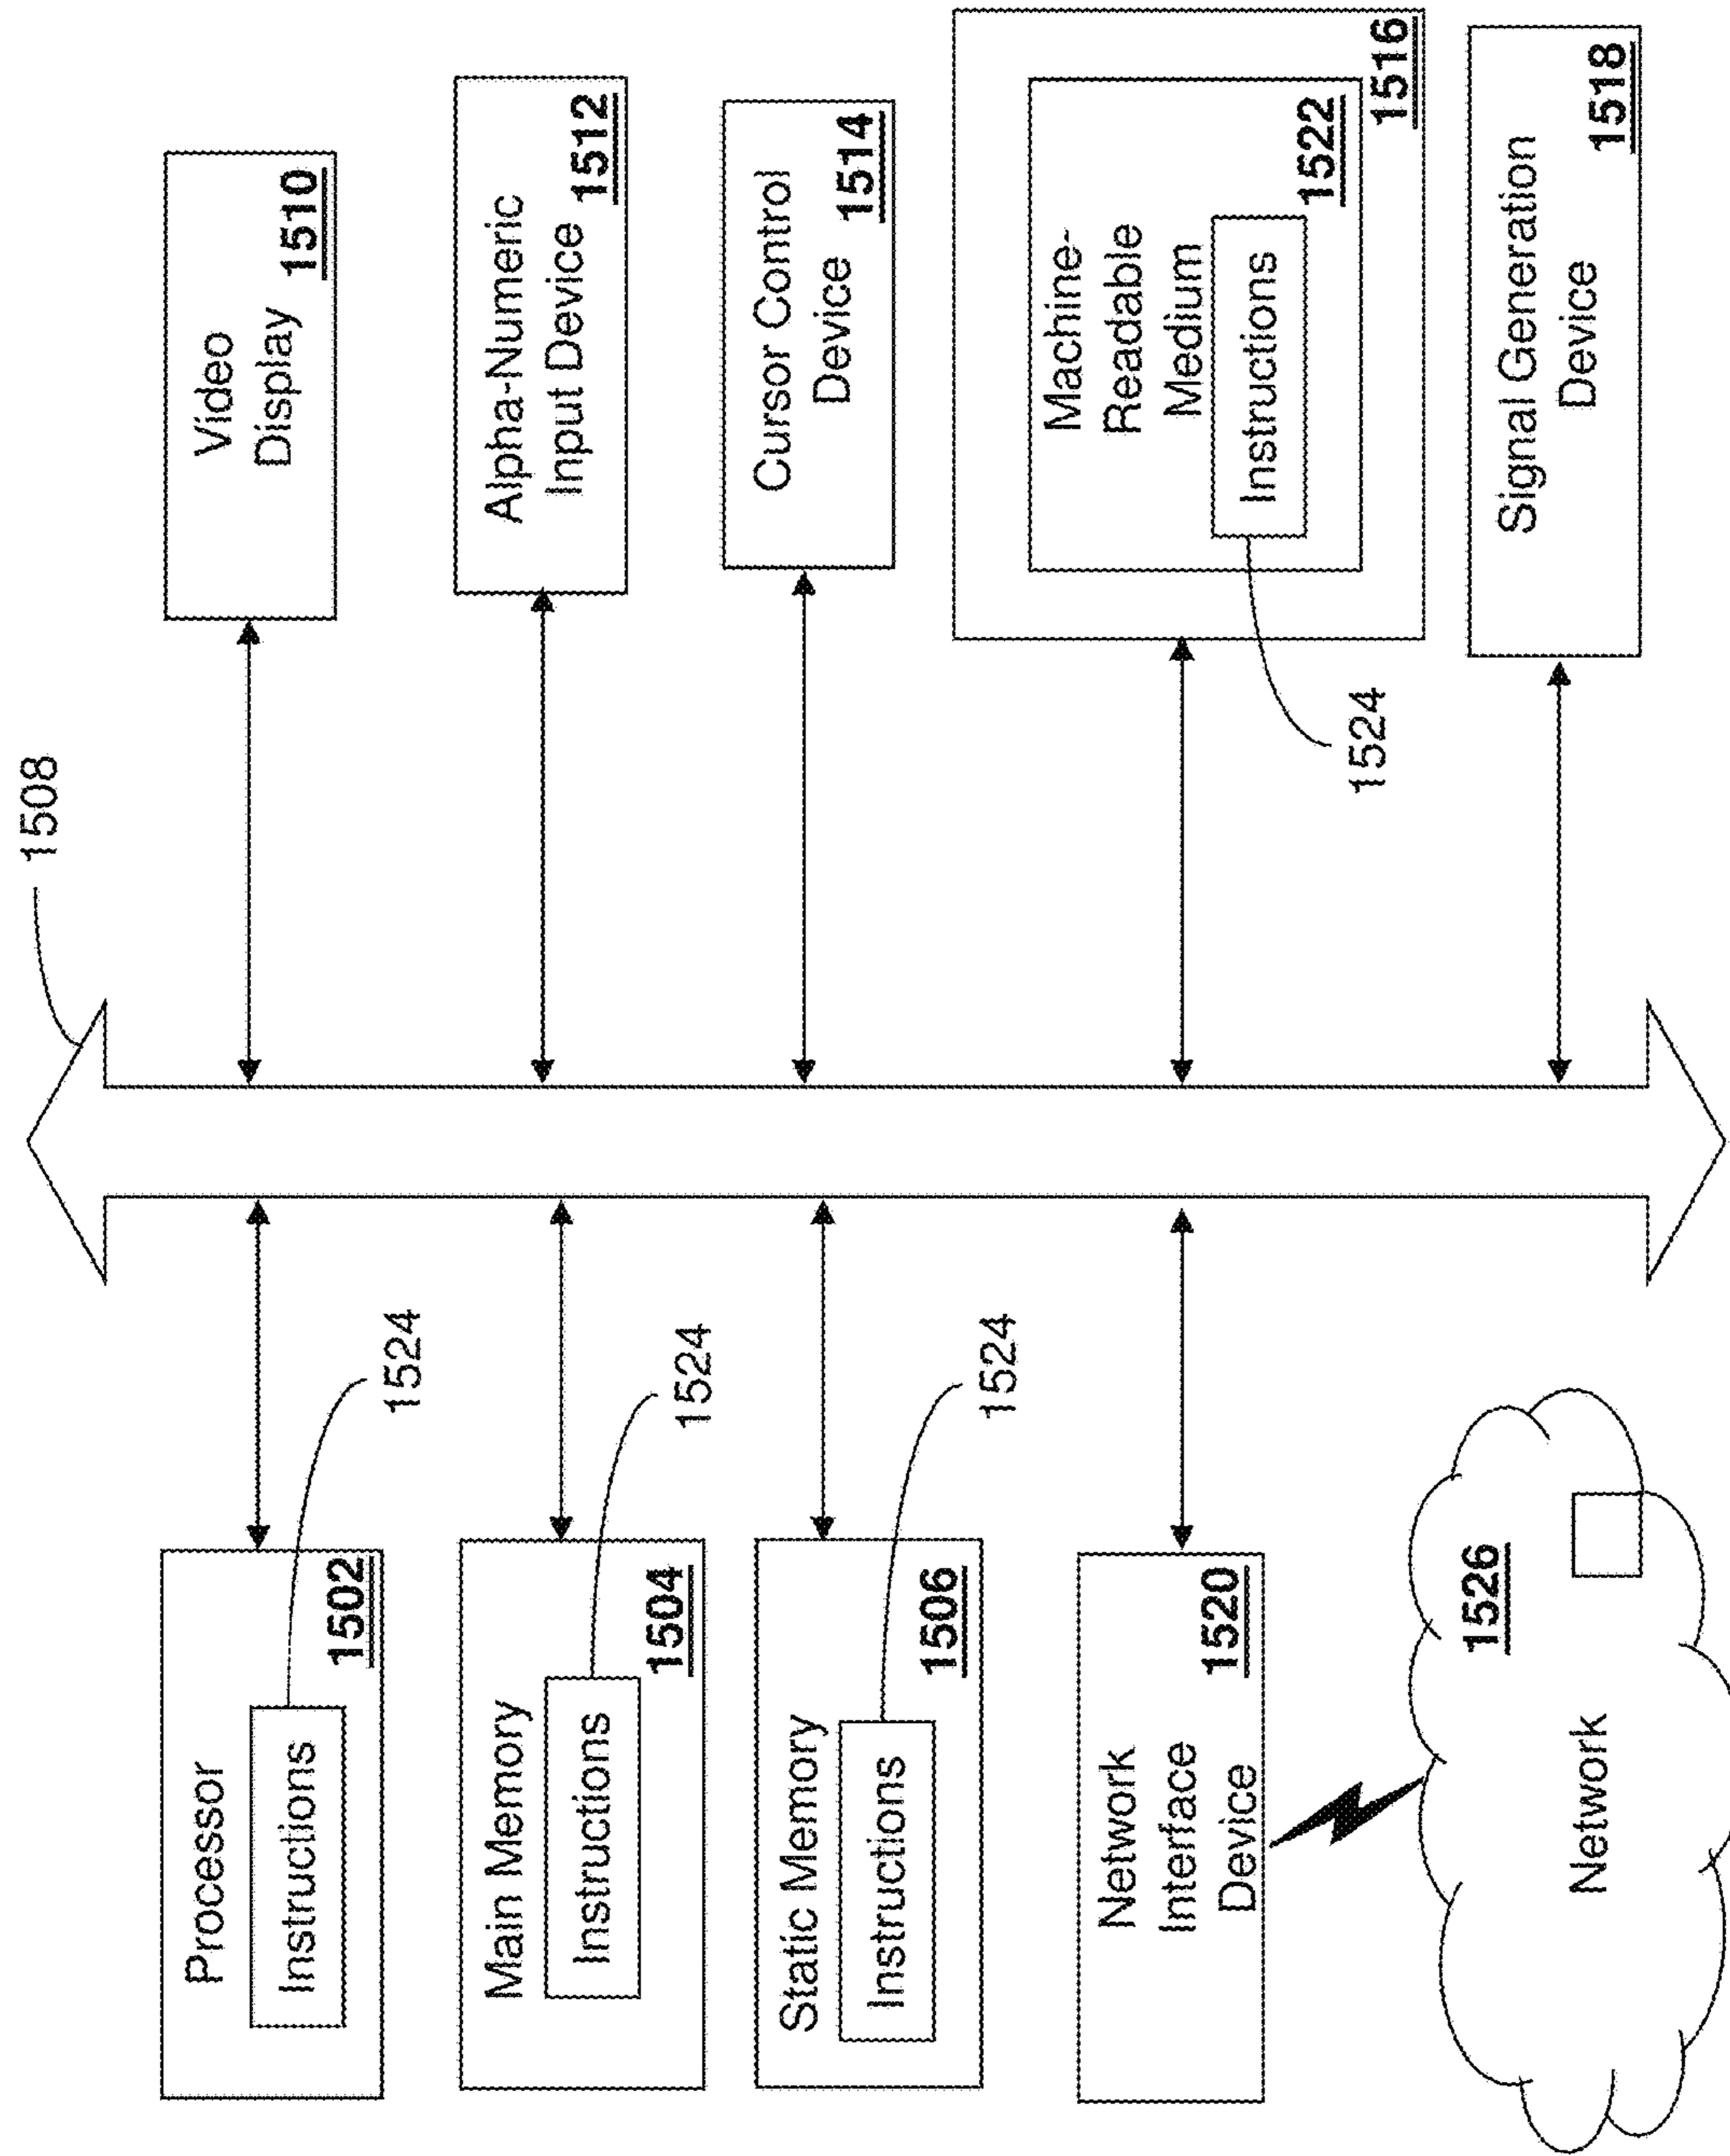 1508
Processor
Instructions
1502
1524
Main Memory
Instructions
1504
1524
Static Memory
Instructions
1506
1524
Network
Interface
Device
1520
1526
Network
Video
Display
1510
Alpha-Numeric
Input Device
1512
Cursor Control
Device
1514
Machine-
Readable
Medium
Instructions
1522
1516
1524
Signal Generation
Device
1518